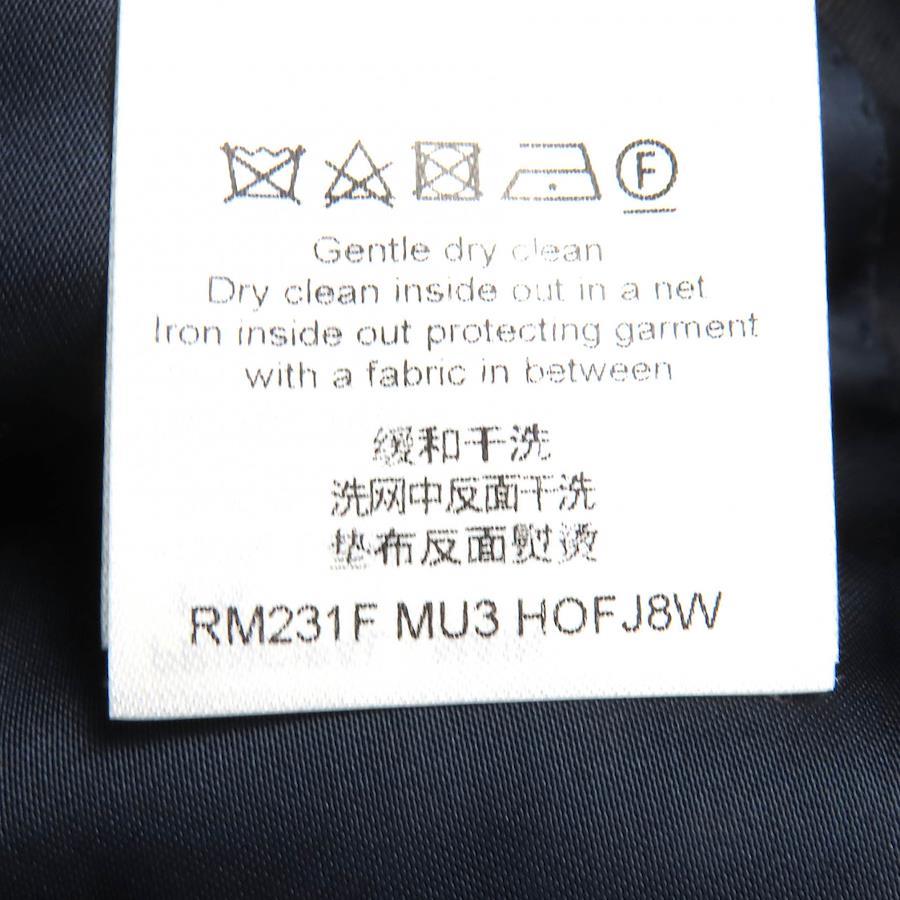 F
Gentle dry clean
Dry clean inside out in a net
Iron inside out protecting garment
with a fabric in between
缓和干洗
洗网中反面干洗
垫布反面熨烫
RM231F MU3 HOFJ8W